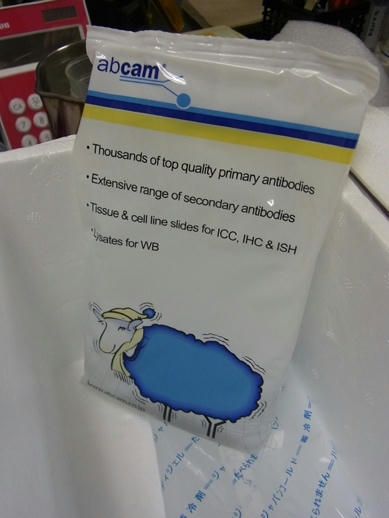 abcam
• Thousands of top quality primary antibodies
• Extensive range of secondary antibodies
• Tissue & cell line slides for ICC, IHC & ISH
• Lysates for WB